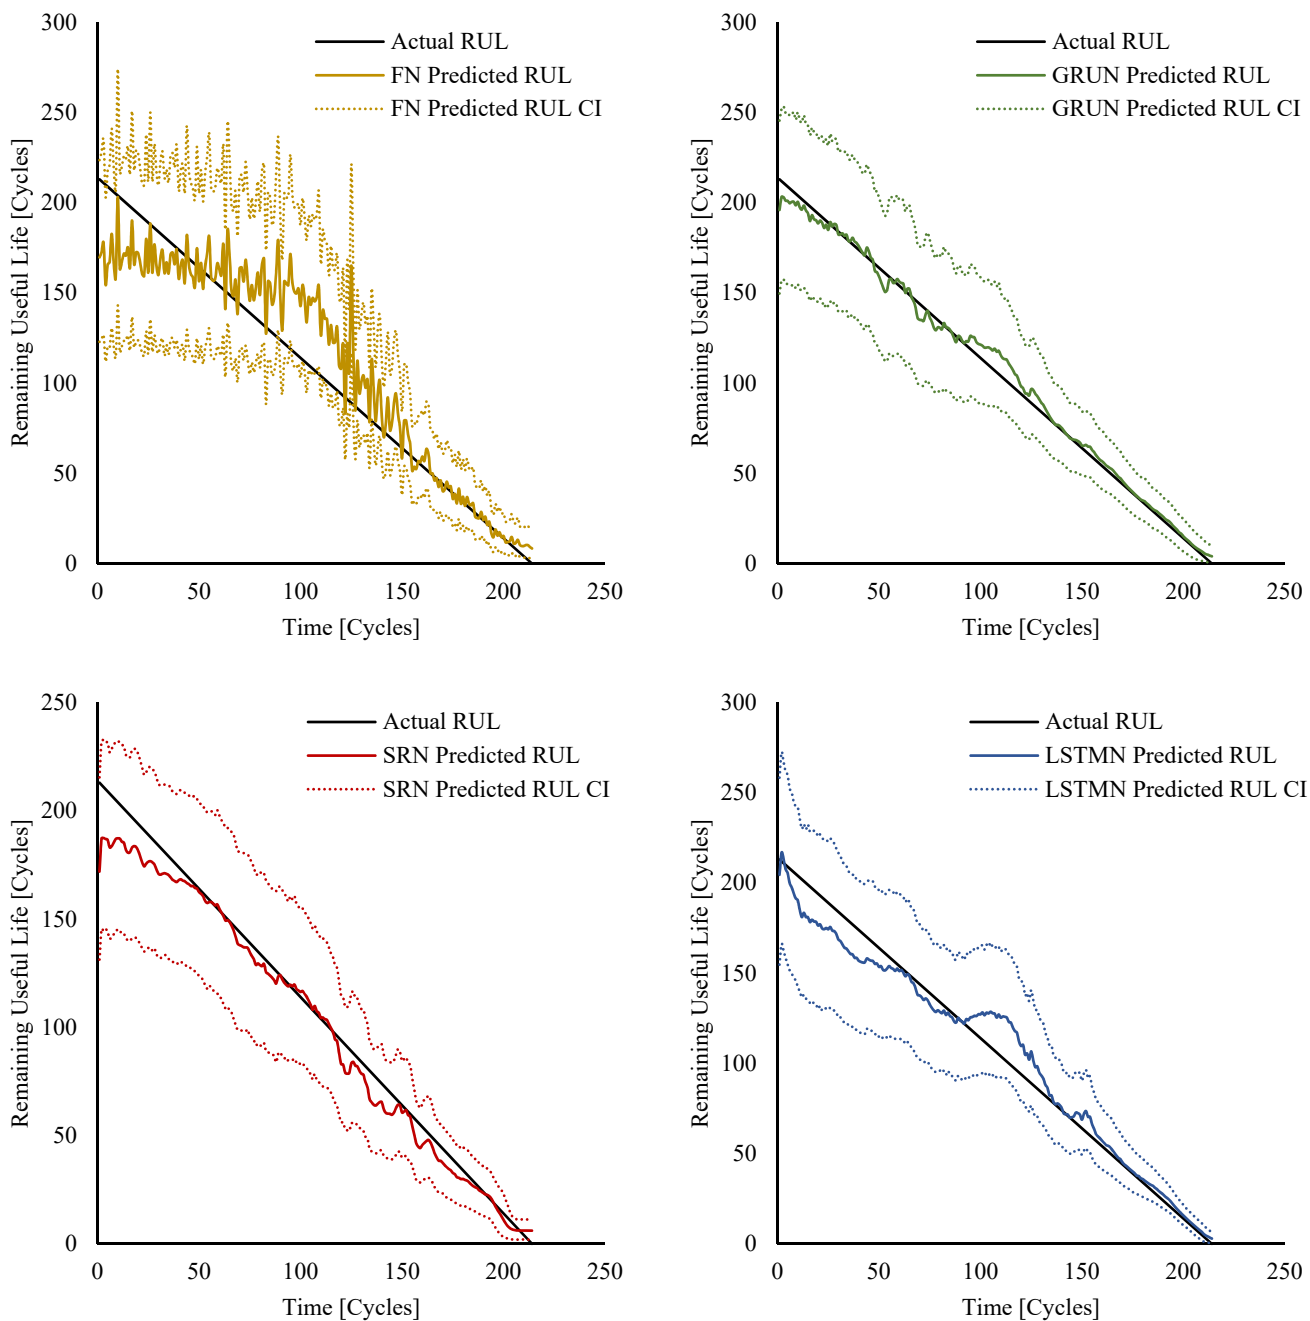 300
250
200
150
100
50
0
0 50 100 150 200 250
Remaining Useful Life [Cycles]
Time [Cycles]
Actual RUL
FN Predicted RUL
FN Predicted RUL CI
300
250
200
150
100
50
0
0 50 100 150 200 250
Remaining Useful Life [Cycles]
Time [Cycles]
Actual RUL
GRUN Predicted RUL
GRUN Predicted RUL CI
250
200
150
100
50
0
0 50 100 150 200 250
Remaining Useful Life [Cycles]
Time [Cycles]
Actual RUL
SRN Predicted RUL
SRN Predicted RUL CI
300
250
200
150
100
50
0
0 50 100 150 200 250
Remaining Useful Life [Cycles]
Time [Cycles]
Actual RUL
LSTMN Predicted RUL
LSTMN Predicted RUL CI